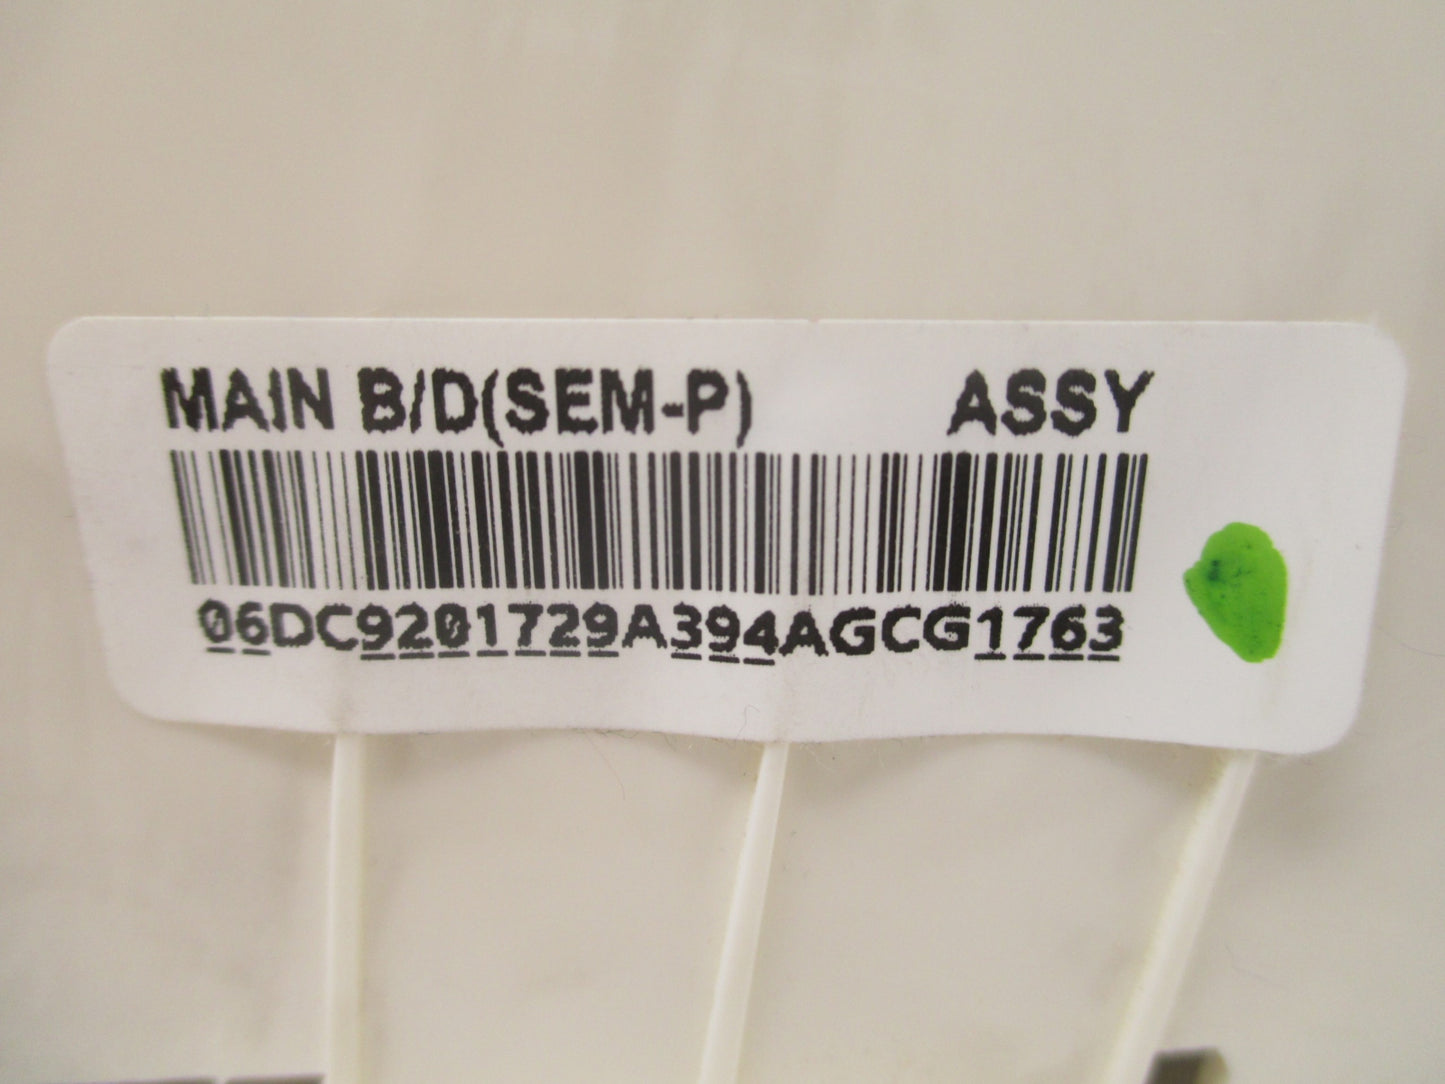 MAIN B/D(SEM-P) ASSY
06DC9201729A394AGCG1763